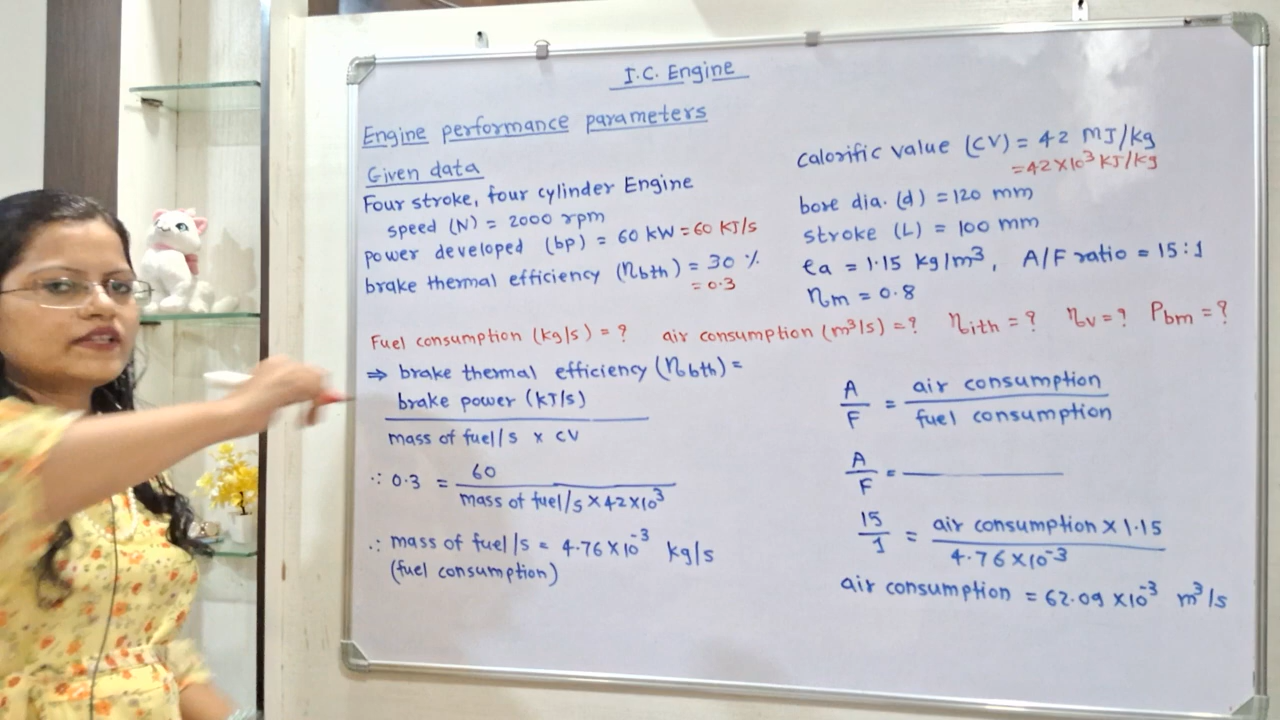 I.C. Engine
Engine performance parameters
Given data
Four stroke, four cylinder Engine
speed (N) = 2000 rpm
power developed (bp) = 60 kW = 60 KJ/s
brake thermal efficiency (ηbth) = 30 %
= 0.3
calorific value (CV) = 42 MJ/kg
= 42 × 10³ KJ/kg
bore dia. (d) = 120 mm
stroke (L) = 100 mm
ρa = 1.15 kg/m³, A/F ratio = 15:1
ηm = 0.8
Fuel consumption (kg/s) = ? air consumption (m³/s) = ? ηith = ? ηv = ? Pbm = ?
⇒ brake thermal efficiency (ηbth) =
brake power (KJ/s)
mass of fuel/s × CV
∴ 0.3 = 60
mass of fuel/s × 42 × 10³
∴ mass of fuel/s = 4.76 × 10⁻³ kg/s
(fuel consumption)
A/F = air consumption
fuel consumption
A/F =
15/1 = air consumption × 1.15
4.76 × 10⁻³
air consumption = 62.09 × 10⁻³ m³/s